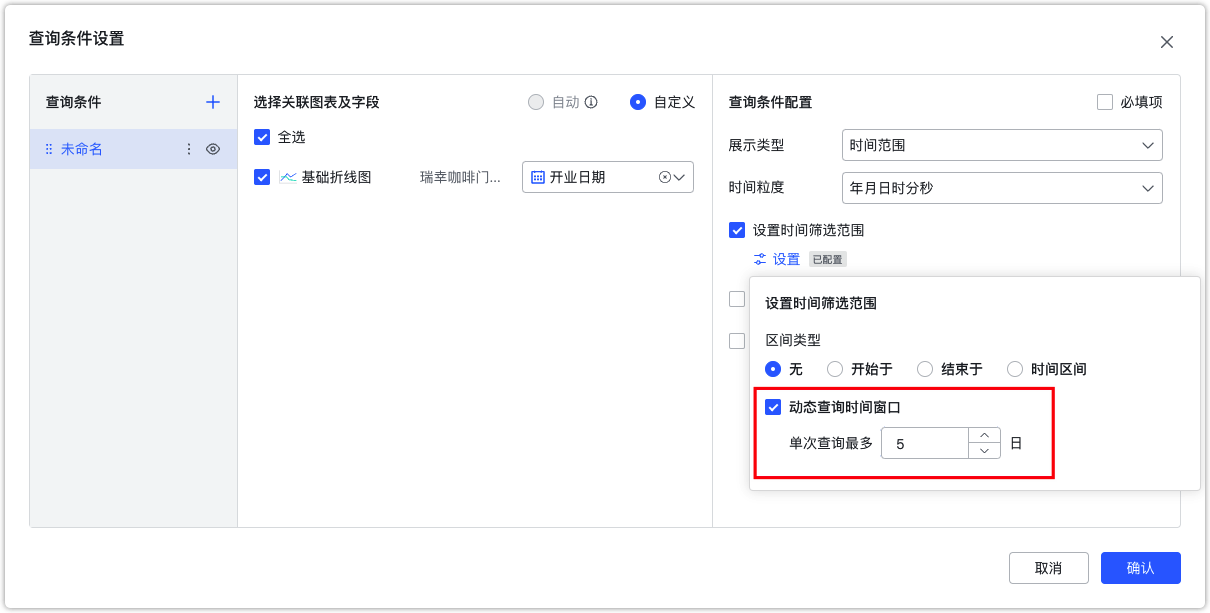 查询条件设置
查询条件
未命名
选择关联图表及字段
自动
自定义
全选
基础折线图
瑞幸咖啡门...
开业日期
查询条件配置
必填项
展示类型
时间范围
时间粒度
年月日时分秒
设置时间筛选范围
设置
已配置
设置时间筛选范围
区间类型
无
开始于
结束于
时间区间
动态查询时间窗口
单次查询最多
5
日
取消
确认